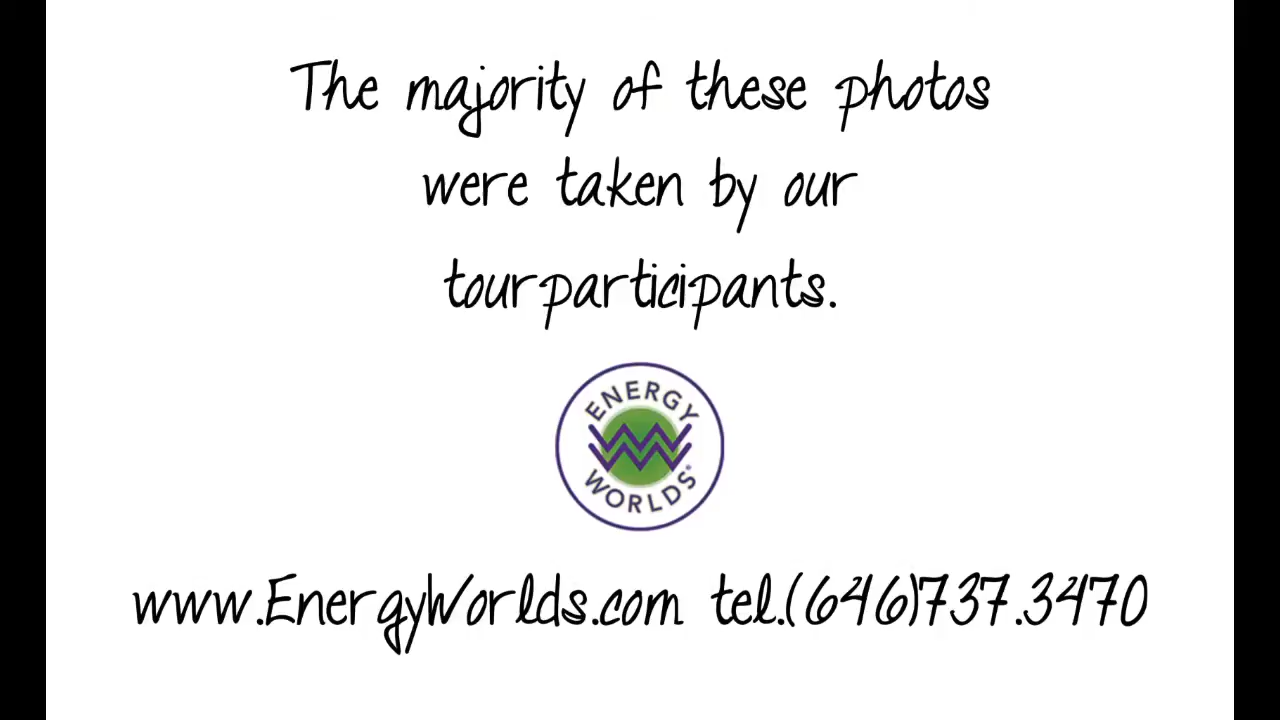 The majority of these photos
were taken by our
tourparticipants.
ENERGY
WORLDS®
www.EnergyWorlds.com tel.(646)737.3470